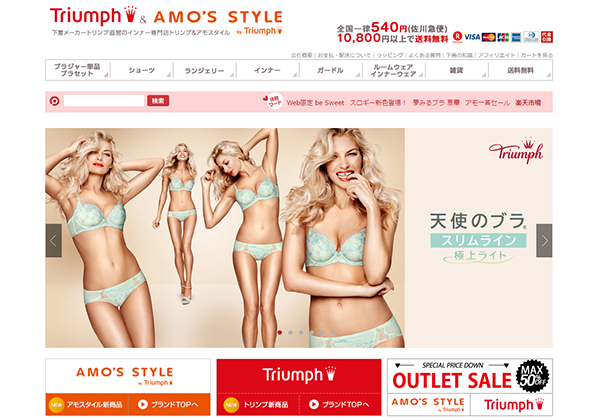 Triumph & AMO'S STYLE
by Triumph
下着メーカートリンプ直営のインナー専門店トリンプ&アモスタイル
全国一律540円(佐川急便)
10,800円以上で送料無料
VISA
代金引換
会社概要 | お支払・配送について | ラッピング | よくある質問 | 下着の知識 | アフィリエイト | カートを見る
ブラジャー単品 ブラセット
ショーツ
ランジェリー
インナー
ガードル
ルームウェア インナーウェア
雑貨
送料無料
検索
注目ワード
Web限定 be Sweet スロギー新色登場! 夢みるブラ 京華 アモ一斉セール 楽天市場
Triumph
天使のブラ®
スリムライン
極上ライト
AMO'S STYLE
by Triumph
NEW アモスタイル新商品
ブランドTOPへ
Triumph
NEW トリンプ新商品
ブランドTOPへ
SPECIAL PRICE DOWN
OUTLET SALE
MAX 50%OFF
AMO'S STYLE
by Triumph
Triumph